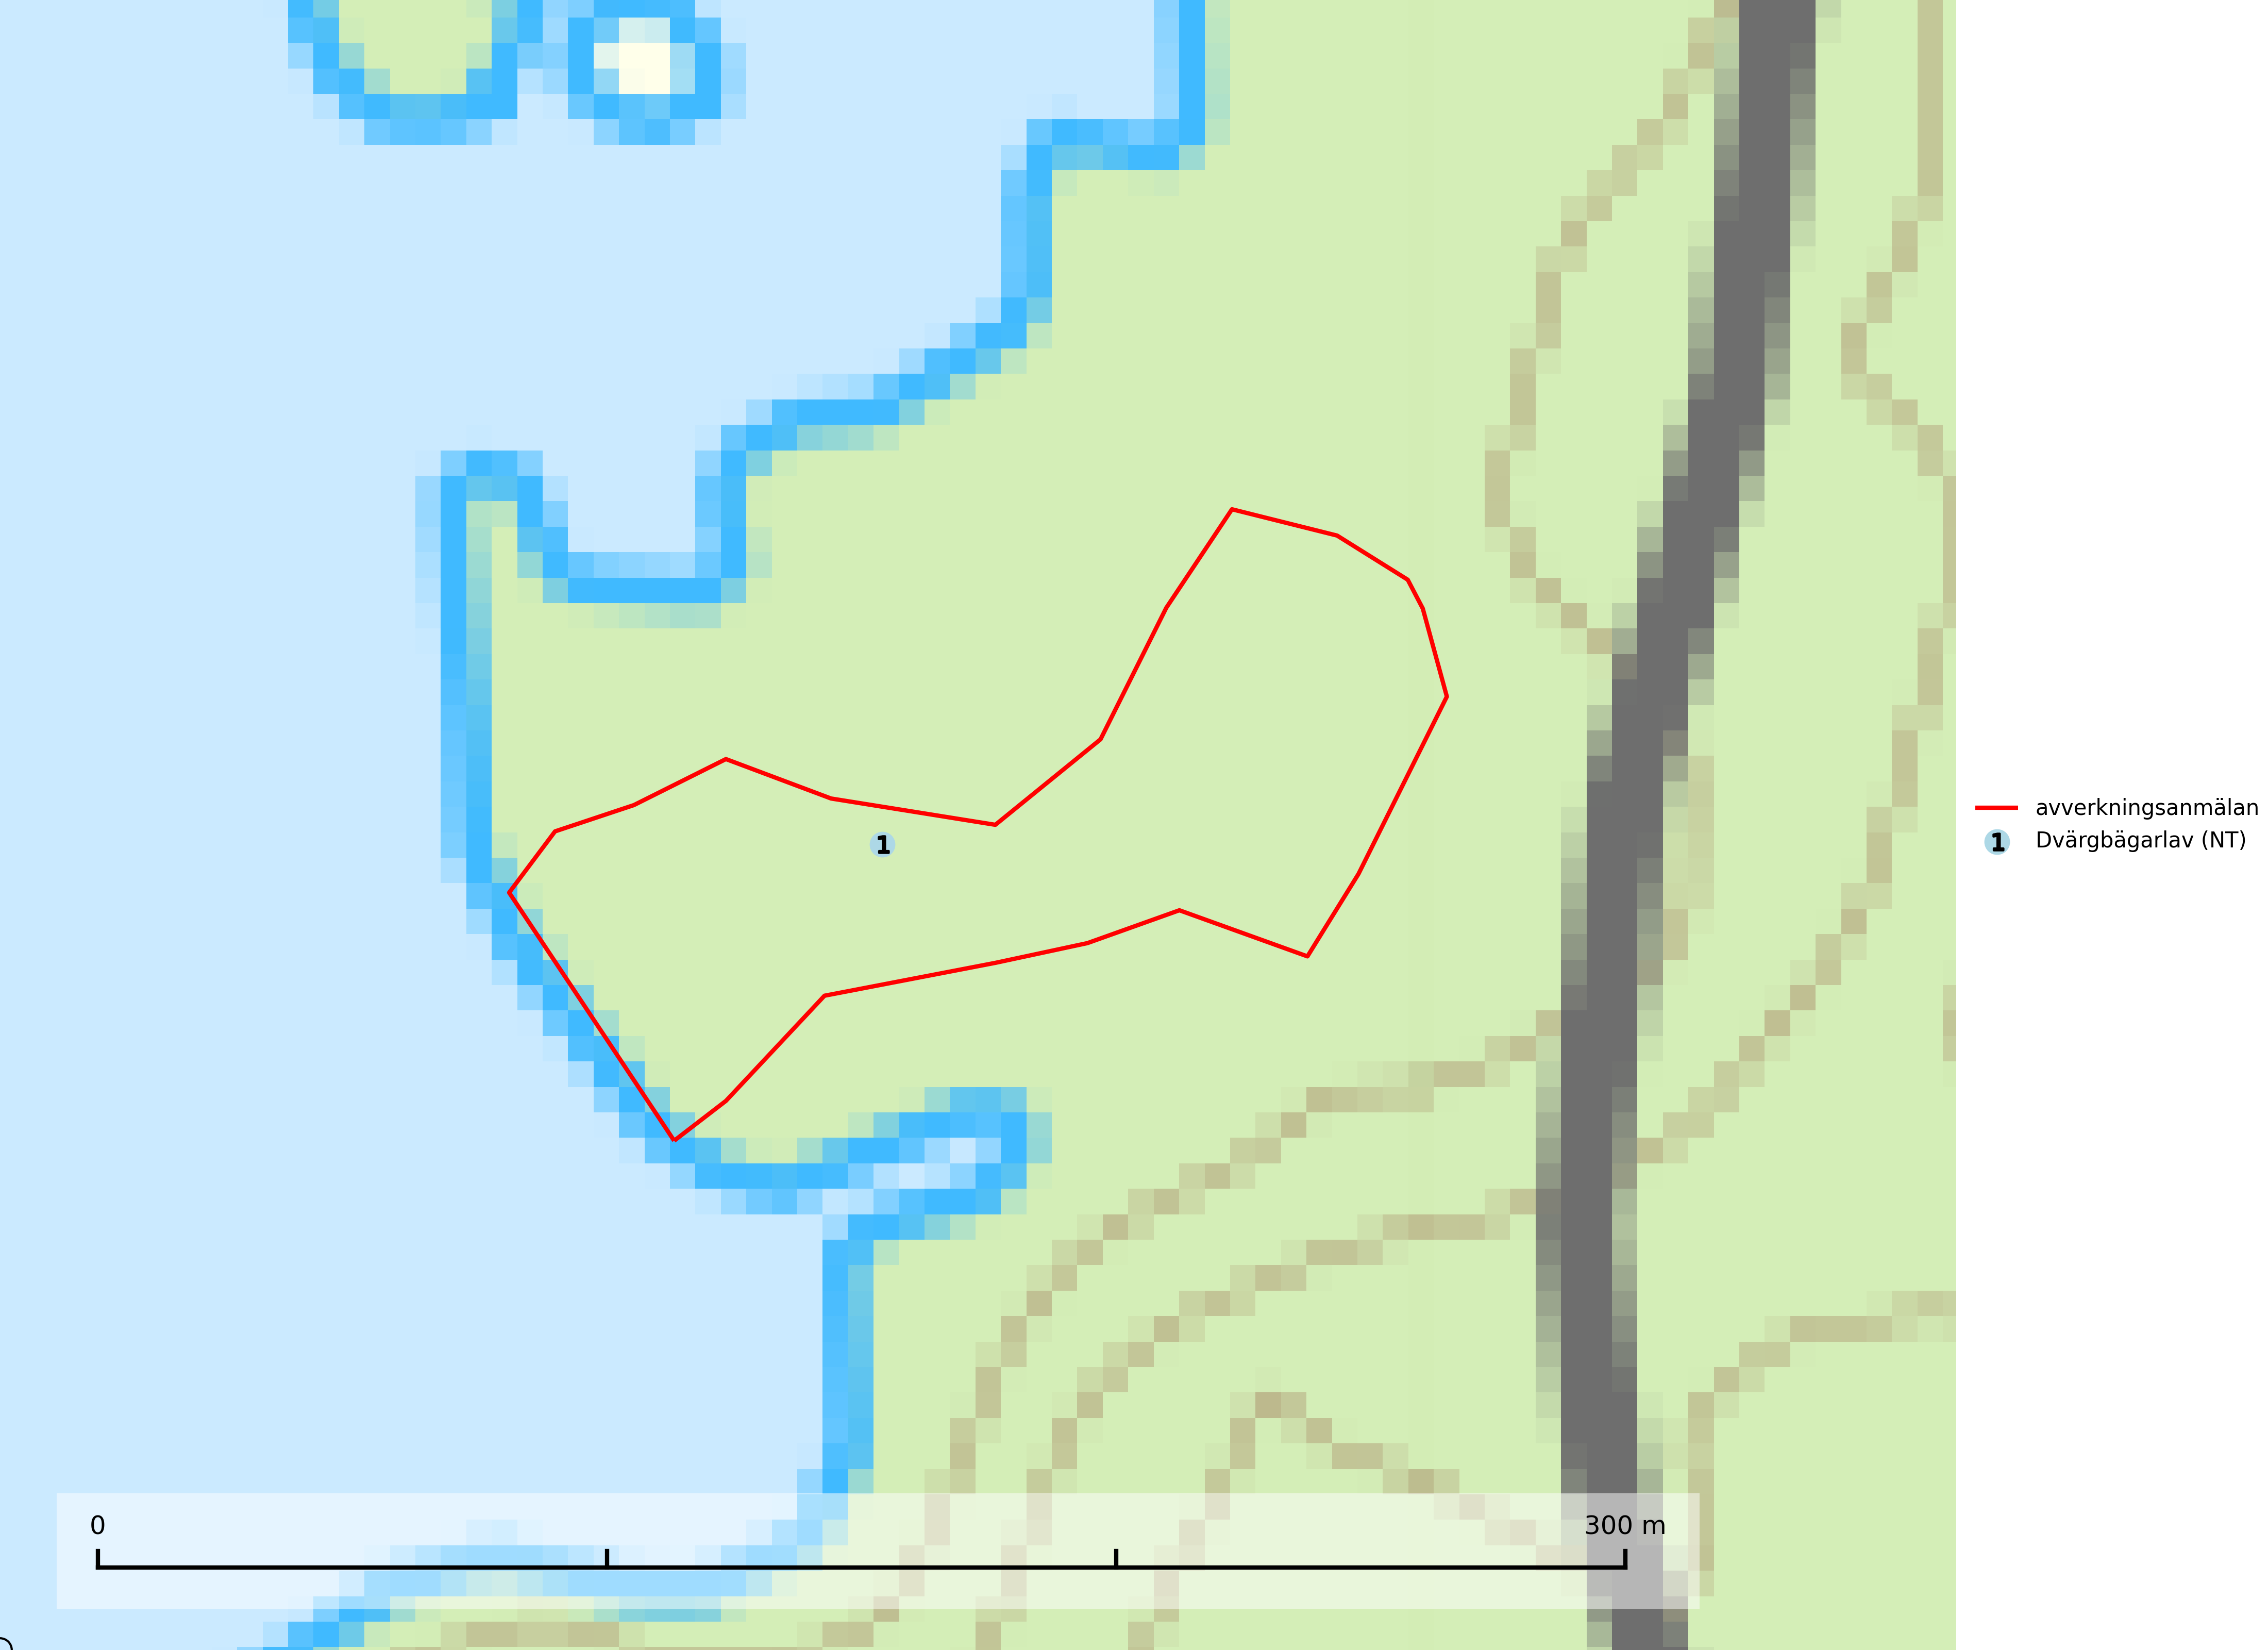 1
avverkningsanmälan
1 Dvärgbägarlav (NT)
0 300 m